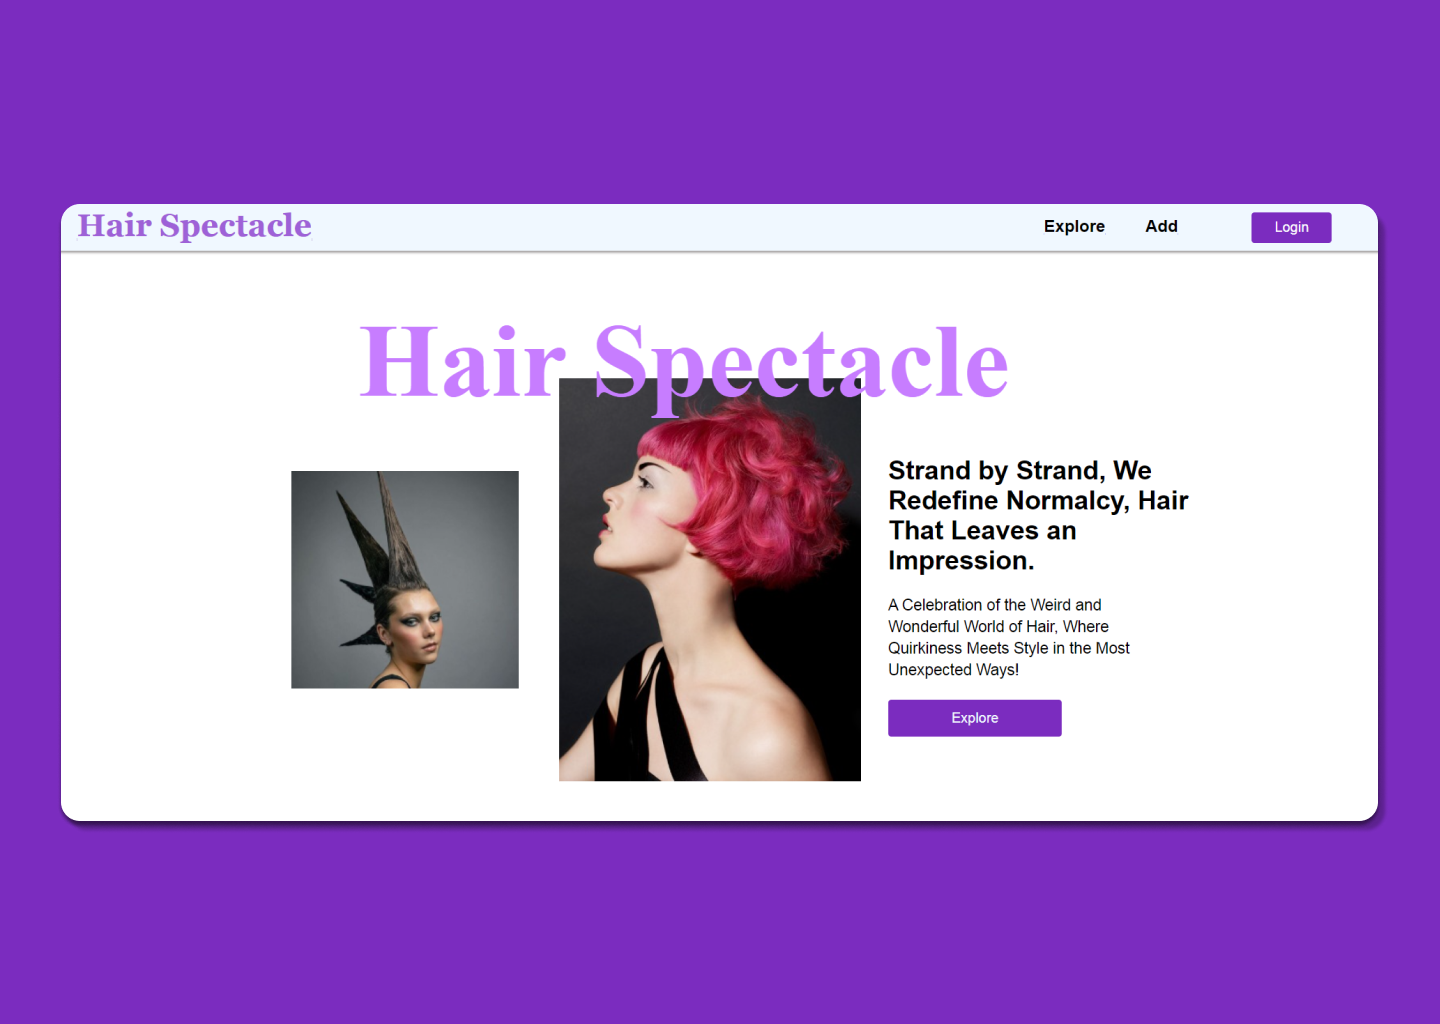 Hair Spectacle
Explore
Add
Login
Hair Spectacle
Strand by Strand, We
Redefine Normalcy, Hair
That Leaves an
Impression.
A Celebration of the Weird and
Wonderful World of Hair, Where
Quirkiness Meets Style in the Most
Unexpected Ways!
Explore